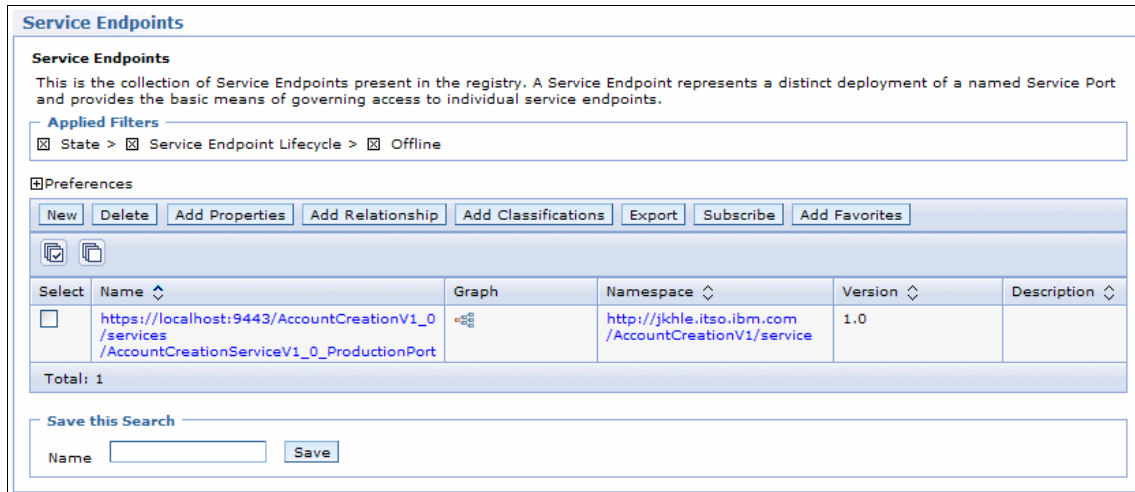 Service Endpoints
Service Endpoints
This is the collection of Service Endpoints present in the registry. A Service Endpoint represents a distinct deployment of a named Service Port
and provides the basic means of governing access to individual service endpoints.
Applied Filters
State > Service Endpoint Lifecycle > Offline
Preferences
New Delete Add Properties Add Relationship Add Classifications Export Subscribe Add Favorites
Select Name Graph Namespace Version Description
https://localhost:9443/AccountCreationV1_0 http://jkhle.itso.ibm.com 1.0
/services /AccountCreationV1/service
/AccountCreationServiceV1_0_ProductionPort
Total: 1
Save this Search
Name Save